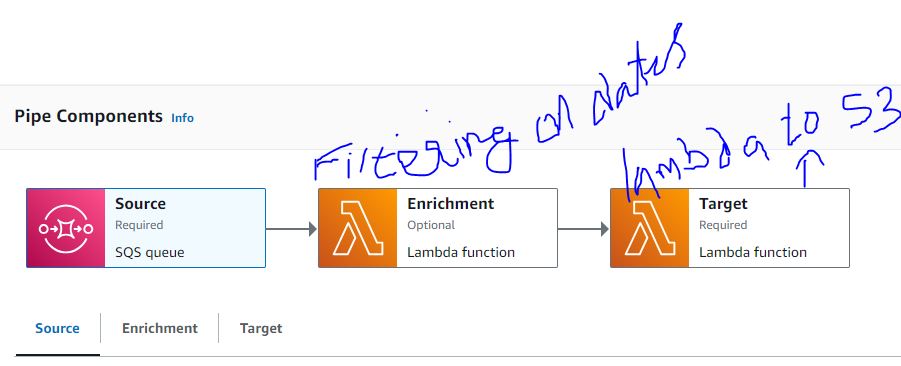 Pipe Components Info
Filtering on dates
lambda to S3
Source
Required
SQS queue
Enrichment
Optional
Lambda function
Target
Required
Lambda function
Source Enrichment Target